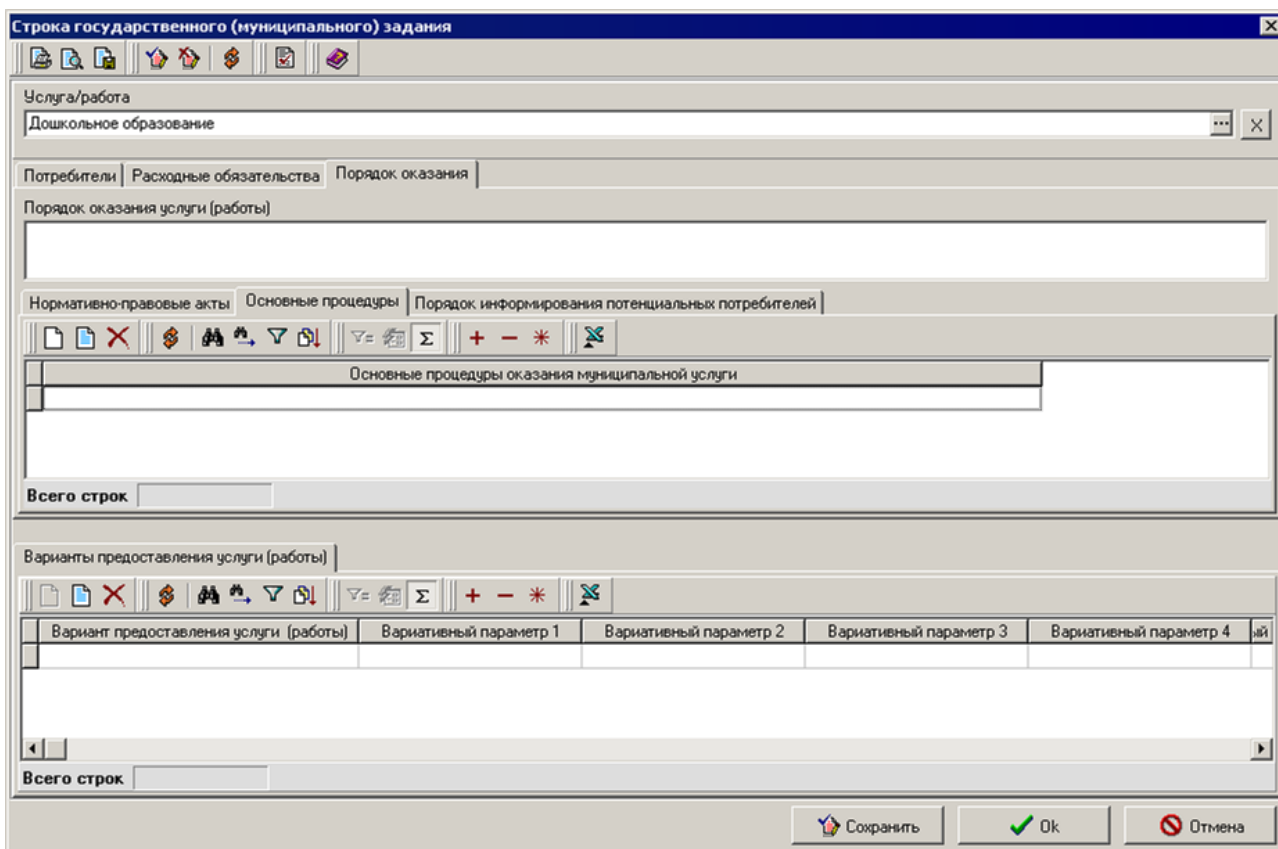 Строка государственного (муниципального) задания
Услуга/работа
Дошкольное образование
Потребители Расходные обязательства Порядок оказания
Порядок оказания услуги (работы)
Нормативно-правовые акты Основные процедуры Порядок информирования потенциальных потребителей
Основные процедуры оказания муниципальной услуги
Всего строк
Варианты предоставления услуги (работы)
Вариант предоставления услуги (работы) Вариативный параметр 1 Вариативный параметр 2 Вариативный параметр 3 Вариативный параметр 4 ый
Всего строк
Сохранить Ok Отмена